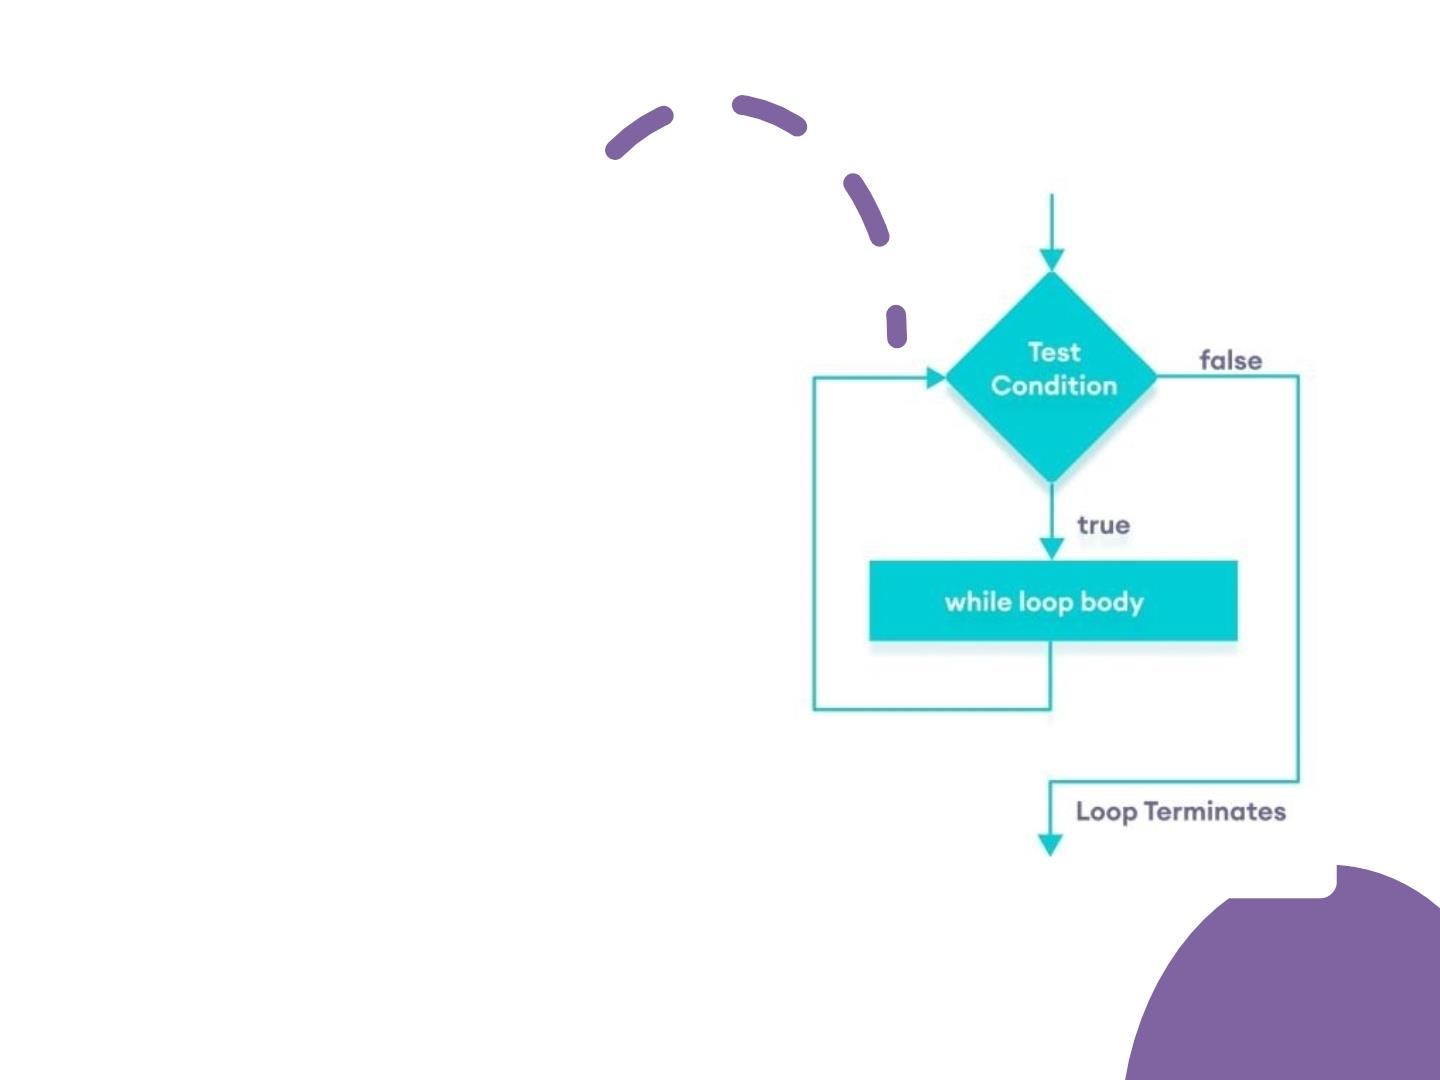 Test
Condition
false
true
while loop body
Loop Terminates